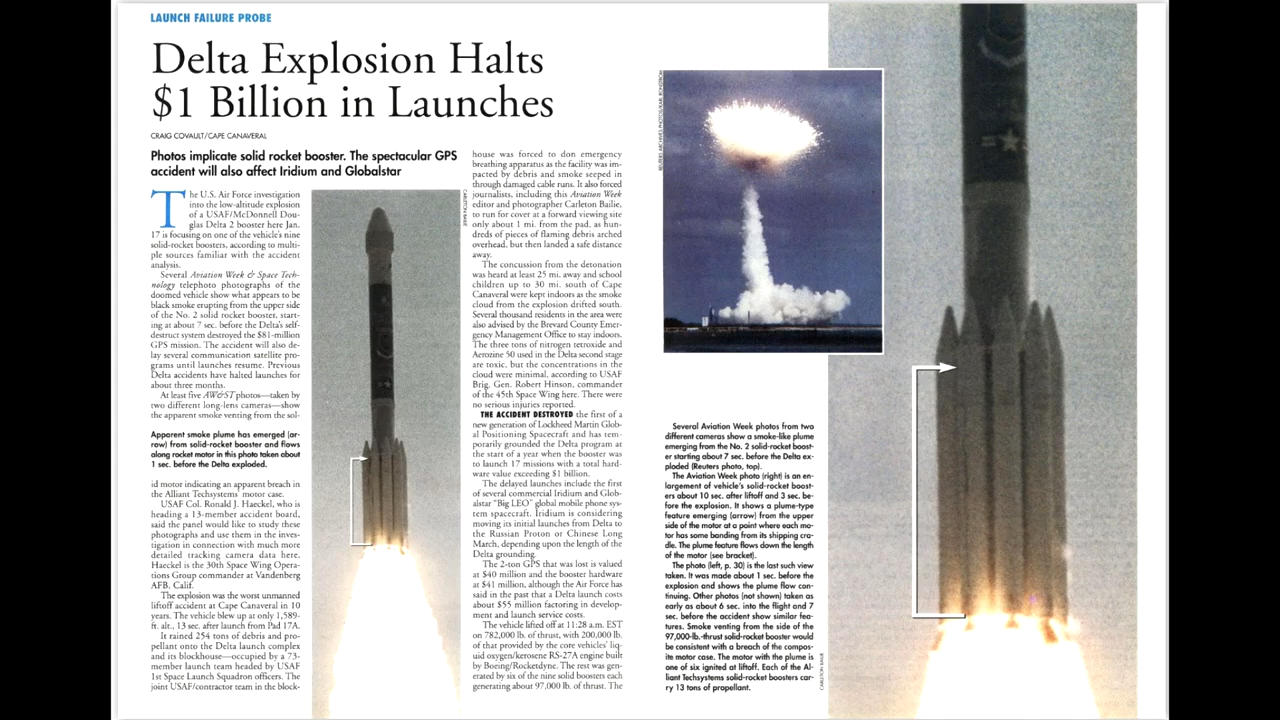 LAUNCH FAILURE PROBE
Delta Explosion Halts
$1 Billion in Launches
CRAIG COVAULT/CAPE CANAVERAL
Photos implicate solid rocket booster. The spectacular GPS
accident will also affect Iridium and Globalstar
The U.S. Air Force investigation
into the low-altitude explosion
of a USAF/McDonnell Dou-
glas Delta 2 booster here Jan.
17 is focusing on one of the vehicle's nine
solid-rocket boosters, according to multi-
ple sources familiar with the accident
analysis.
Several Aviation Week & Space Tech-
nology telephoto photographs of the
doomed vehicle show what appears to be
black smoke erupting from the upper side
of the No. 2 solid rocket booster, start-
ing at about 7 sec. before the Delta's self-
destruct system destroyed the $81-million
GPS mission. The accident will also de-
lay several communication satellite pro-
grams until launches resume. Previous
Delta accidents have halted launches for
about three months.
At least five AW&ST photos—taken by
two different long-lens cameras—show
the apparent smoke venting from the sol-
Apparent smoke plume has emerged (ar-
row) from solid-rocket booster and flows
along rocket motor in this photo taken about
1 sec. before the Delta exploded.
id motor indicating an apparent breach in
the Alliant Techsystems' motor case.
USAF Col. Ronald J. Haeckel, who is
heading a 13-member accident board,
said the panel would like to study these
photographs and use them in the inves-
tigation in connection with much more
detailed tracking camera data here.
Haeckel is the 30th Space Wing Opera-
tions Group commander at Vandenberg
AFB, Calif.
The explosion was the worst unmanned
liftoff accident at Cape Canaveral in 10
years. The vehicle blew up at only 1,589-
ft. alt., 13 sec. after launch from Pad 17A.
It rained 254 tons of debris and pro-
pellant onto the Delta launch complex
and its blockhouse—occupied by a 73-
member launch team headed by USAF
1st Space Launch Squadron officers. The
joint USAF/contractor team in the block-
CARLETON BAILIE
house was forced to don emergency
breathing apparatus as the facility was im-
pacted by debris and smoke seeped in
through damaged cable runs. It also forced
journalists, including this Aviation Week
editor and photographer Carleton Bailie,
to run for cover at a forward viewing site
only about 1 mi. from the pad, as hun-
dreds of pieces of flaming debris arched
overhead, but then landed a safe distance
away.
The concussion from the detonation
was heard at least 25 mi. away and school
children up to 30 mi. south of Cape
Canaveral were kept indoors as the smoke
cloud from the explosion drifted south.
Several thousand residents in the area were
also advised by the Brevard County Emer-
gency Management Office to stay indoors.
The three tons of nitrogen tetroxide and
Aerozine 50 used in the Delta second stage
are toxic, but the concentrations in the
cloud were minimal, according to USAF
Brig. Gen. Robert Hinson, commander
of the 45th Space Wing here. There were
no serious injuries reported.
THE ACCIDENT DESTROYED the first of a
new generation of Lockheed Martin Glob-
al Positioning Spacecraft and has tem-
porarily grounded the Delta program at
the start of a year when the booster was
to launch 17 missions with a total hard-
ware value exceeding $1 billion.
The delayed launches include the first
of several commercial Iridium and Glob-
alstar "Big LEO" global mobile phone sys-
tem spacecraft. Iridium is considering
moving its initial launches from Delta to
the Russian Proton or Chinese Long
March, depending upon the length of the
Delta grounding.
The 2-ton GPS that was lost is valued
at $40 million and the booster hardware
at $41 million, although the Air Force has
said in the past that a Delta launch costs
about $55 million factoring in develop-
ment and launch service costs.
The vehicle lifted off at 11:28 a.m. EST
on 782,000 lb. of thrust, with 200,000 lb.
of that provided by the core vehicles' liq-
uid oxygen/kerosene RS-27A engine built
by Boeing/Rocketdyne. The rest was gen-
erated by six of the nine solid boosters each
generating about 97,000 lb. of thrust. The
Several Aviation Week photos from two
different cameras show a smoke-like plume
emerging from the No. 2 solid-rocket boost-
er starting about 7 sec. before the Delta ex-
ploded (Reuters photo, top).
The Aviation Week photo (right) is an en-
largement of vehicle's solid-rocket boost-
ers about 10 sec. after liftoff and 3 sec. be-
fore the explosion. It shows a plume-type
feature emerging (arrow) from the upper
side of the motor at a point where each mo-
tor has some banding from its shipping cra-
dle. The plume feature flows down the length
of the motor (see bracket).
The photo (left, p. 30) is the last such view
taken. It was made about 1 sec. before the
explosion and shows the plume flow con-
tinuing. Other photos (not shown) taken as
early as about 6 sec. into the flight and 7
sec. before the accident show similar fea-
tures. Smoke venting from the side of the
97,000-lb.-thrust solid-rocket booster would
be consistent with a breach of the compos-
ite motor case. The motor with the plume is
one of six ignited at liftoff. Each of the Al-
liant Techsystems solid-rocket boosters car-
ry 13 tons of propellant.
CARLETON BAILIE